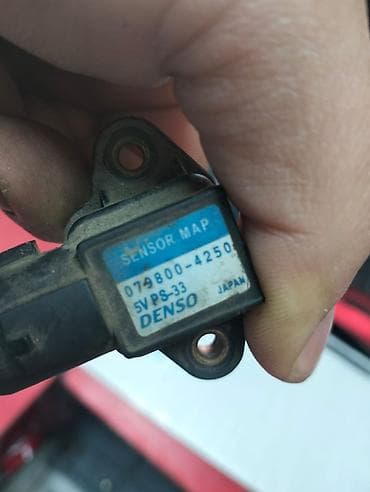 SENSOR MAP
079800-4250
5V PS-33
DENSO JAPAN